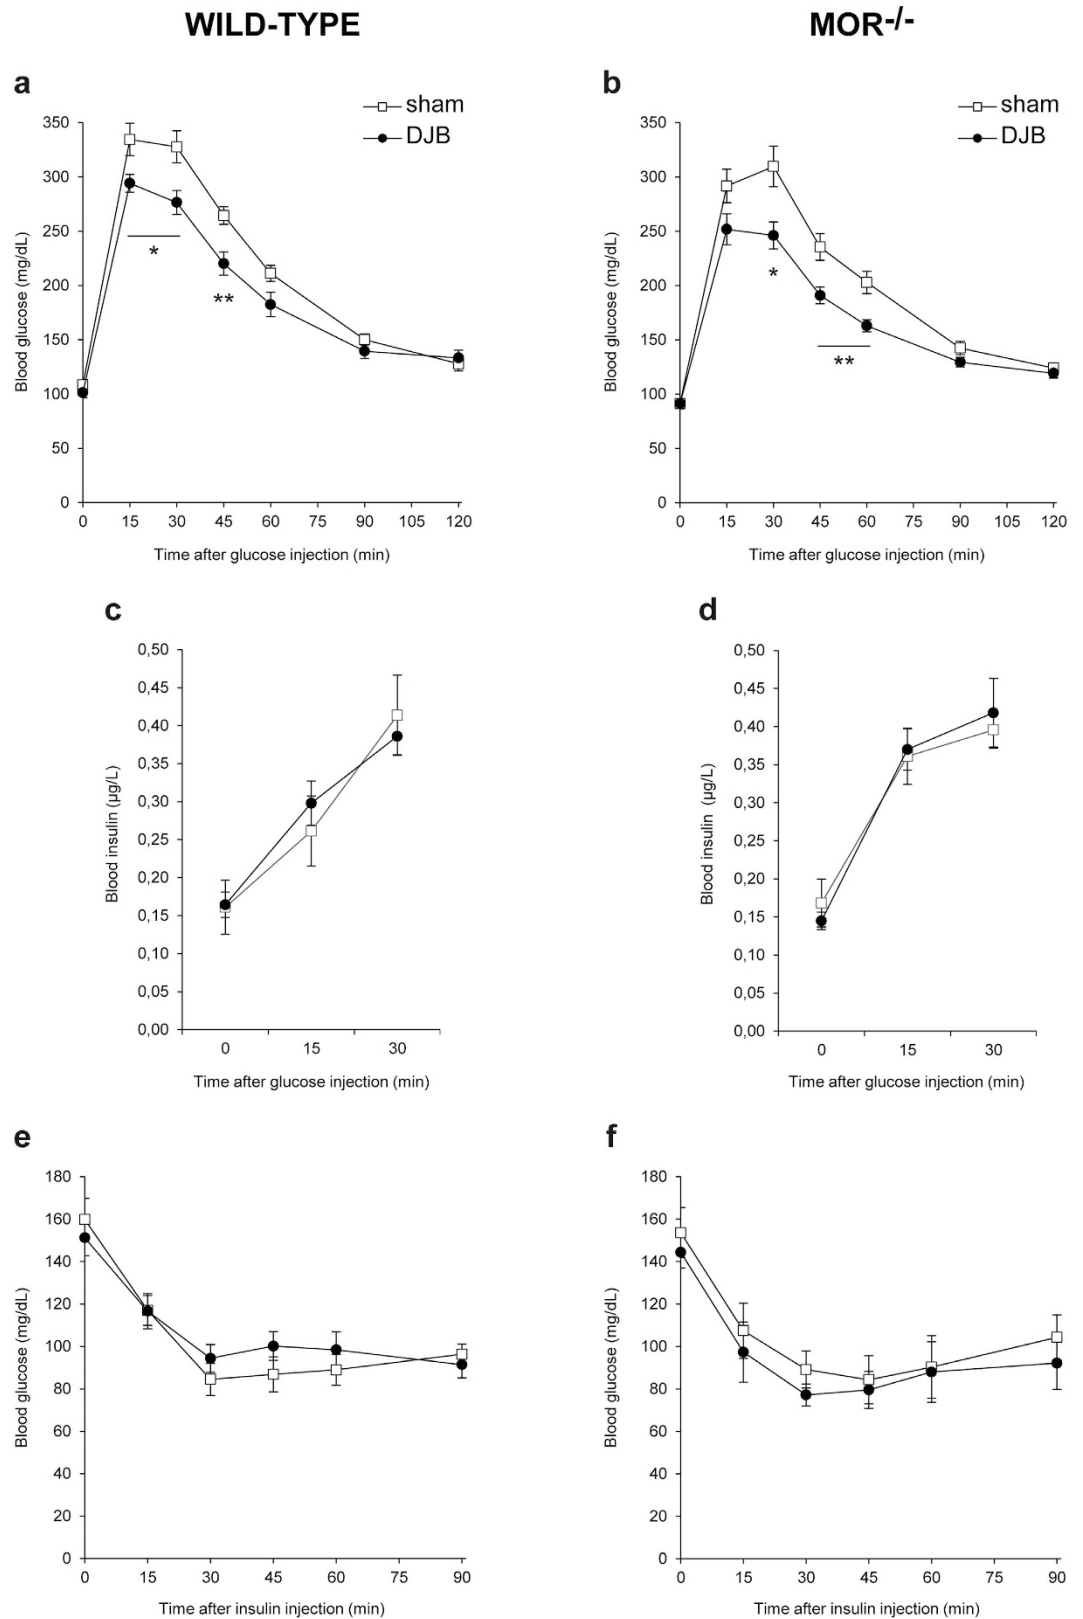 WILD-TYPE
MOR-/-
a
sham
DJB
350
300
250
200
150
100
50
0
Blood glucose (mg/dL)
*
**
0 15 30 45 60 75 90 105 120
Time after glucose injection (min)
b
sham
DJB
350
300
250
200
150
100
50
0
Blood glucose (mg/dL)
*
**
0 15 30 45 60 75 90 105 120
Time after glucose injection (min)
c
0,50
0,45
0,40
0,35
0,30
0,25
0,20
0,15
0,10
0,05
0,00
Blood insulin (µg/L)
0 15 30
Time after glucose injection (min)
d
0,50
0,45
0,40
0,35
0,30
0,25
0,20
0,15
0,10
0,05
0,00
Blood insulin (µg/L)
0 15 30
Time after glucose injection (min)
e
180
160
140
120
100
80
60
40
20
0
Blood glucose (mg/dL)
0 15 30 45 60 75 90
Time after insulin injection (min)
f
180
160
140
120
100
80
60
40
20
0
Blood glucose (mg/dL)
0 15 30 45 60 75 90
Time after insulin injection (min)